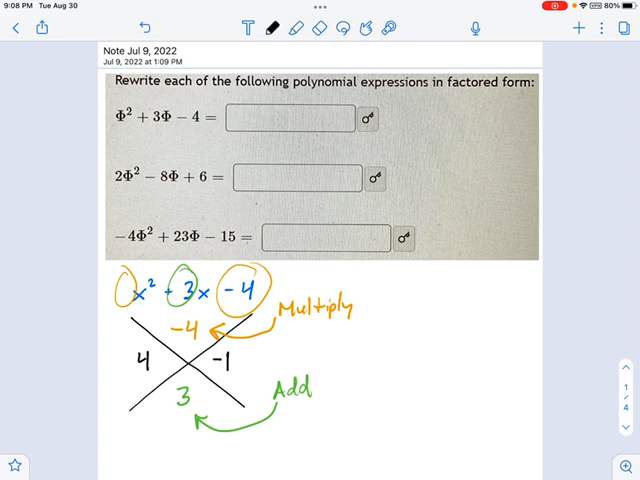 9:08 PM Tue Aug 30
80%
Note Jul 9, 2022
Jul 9, 2022 at 1:09 PM
Rewrite each of the following polynomial expressions in factored form:
Φ² + 3Φ − 4 =
2Φ² − 8Φ + 6 =
−4Φ² + 23Φ − 15 =
x² + 3x − 4
−4 Multiply
4 −1
3 Add
1
/
4